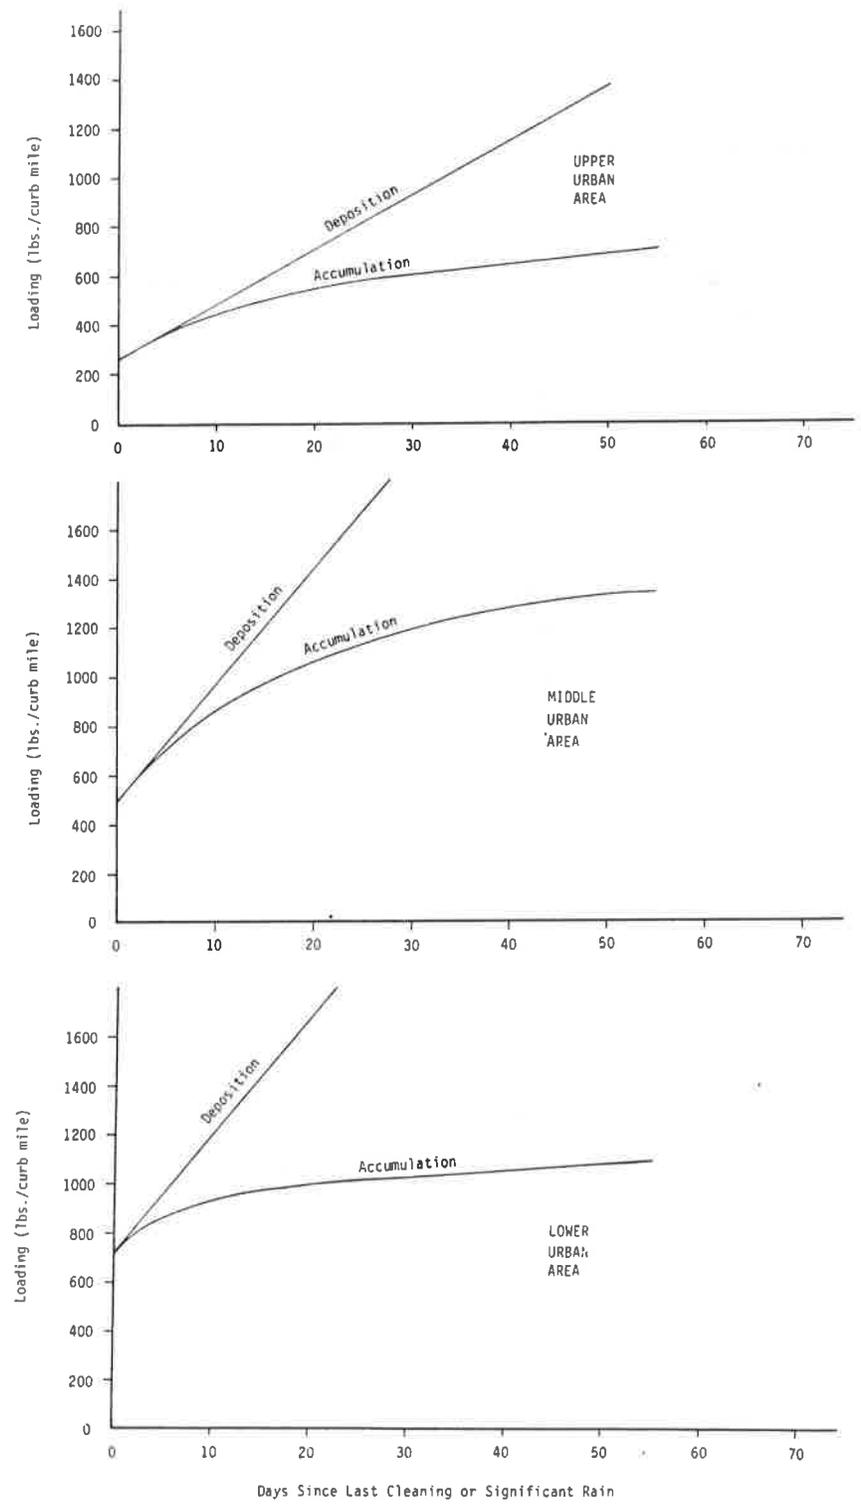 1600
1400
1200
1000
800
600
400
200
0
Loading (lbs./curb mile)
Deposition
Accumulation
UPPER
URBAN
AREA
0 10 20 30 40 50 60 70
1600
1400
1200
1000
800
600
400
200
0
Loading (lbs./curb mile)
Deposition
Accumulation
MIDDLE
URBAN
AREA
0 10 20 30 40 50 60 70
1600
1400
1200
1000
800
600
400
200
0
Loading (lbs./curb mile)
Deposition
Accumulation
LOWER
URBAN
AREA
0 10 20 30 40 50 60 70
Days Since Last Cleaning or Significant Rain